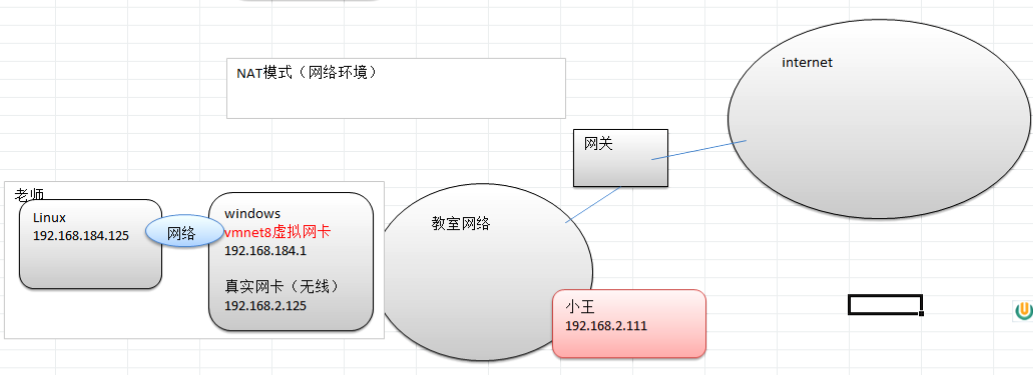 NAT模式（网络环境）
internet
网关
老师
Linux
192.168.184.125
网络
windows
vmnet8虚拟网卡
192.168.184.1
真实网卡（无线）
192.168.2.125
教室网络
小王
192.168.2.111